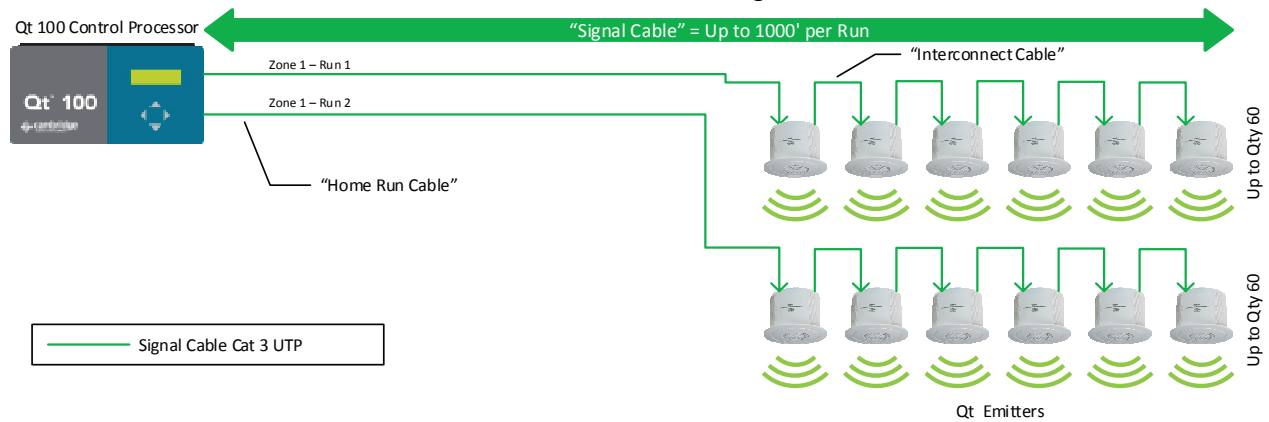 Qt 100 Control Processor
“Signal Cable” = Up to 1000' per Run
“Interconnect Cable”
Zone 1 – Run 1
Qt 100
cambridge
Zone 1 – Run 2
Up to Qty 60
“Home Run Cable”
Up to Qty 60
Signal Cable Cat 3 UTP
Qt Emitters